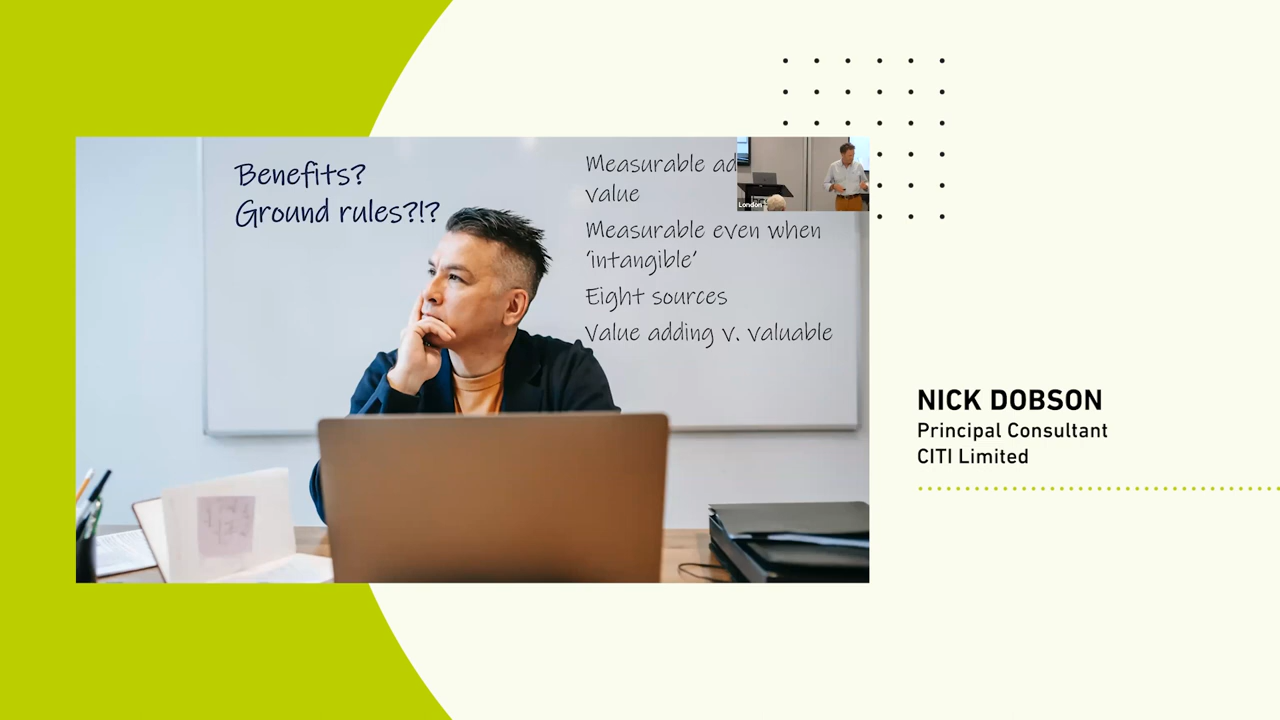 Benefits?
Ground rules?!?
Measurable ad
value
Measurable even when
‘intangible’
Eight sources
Value adding v. valuable
London
NICK DOBSON
Principal Consultant
CITI Limited